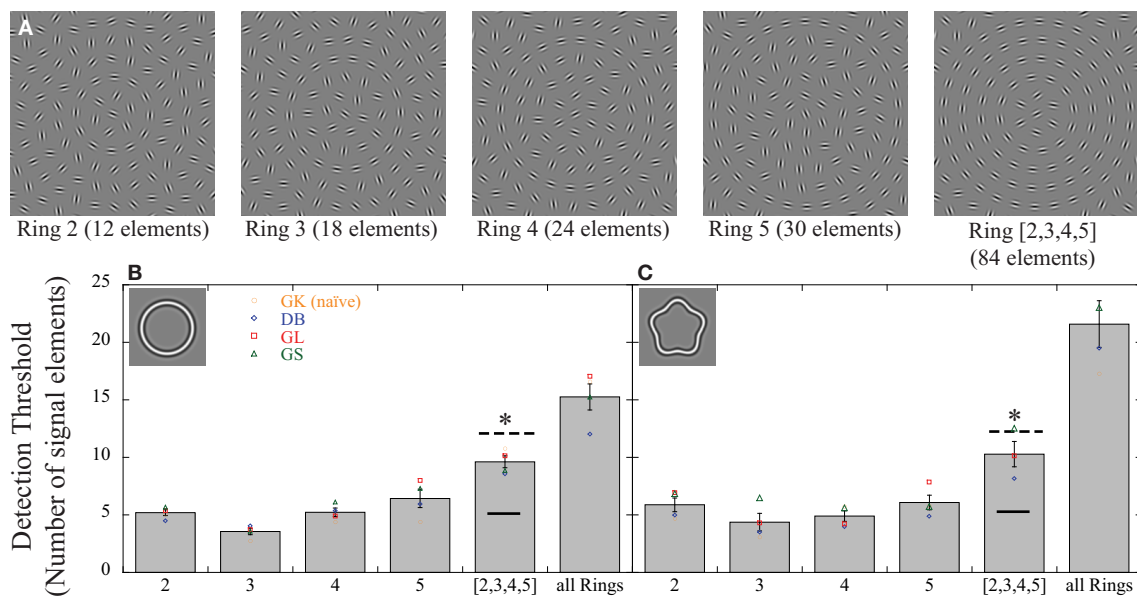 A
Ring 2 (12 elements)
Ring 3 (18 elements)
Ring 4 (24 elements)
Ring 5 (30 elements)
Ring [2,3,4,5]
(84 elements)
Detection Threshold
(Number of signal elements)
25
20
15
10
5
0
B
GK (naïve)
DB
GL
GS
*
2
3
4
5
[2,3,4,5]
all Rings
C
*
2
3
4
5
[2,3,4,5]
all Rings